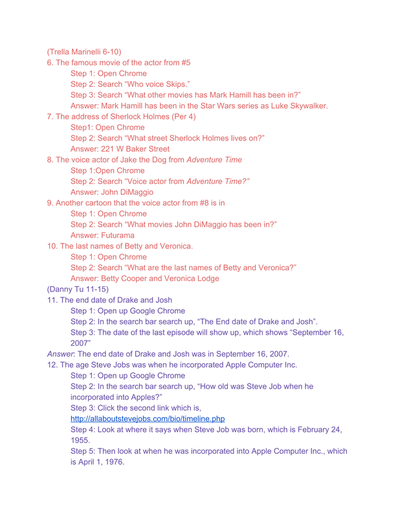 (Trella Marinelli 6-10)
6. The famous movie of the actor from #5
Step 1: Open Chrome
Step 2: Search “Who voice Skips.”
Step 3: Search “What other movies has Mark Hamill has been in?”
Answer: Mark Hamill has been in the Star Wars series as Luke Skywalker.
7. The address of Sherlock Holmes (Per 4)
Step1: Open Chrome
Step 2: Search “What street Sherlock Holmes lives on?”
Answer: 221 W Baker Street
8. The voice actor of Jake the Dog from Adventure Time
Step 1:Open Chrome
Step 2: Search “Voice actor from Adventure Time?”
Answer: John DiMaggio
9. Another cartoon that the voice actor from #8 is in
Step 1: Open Chrome
Step 2: Search “What movies John DiMaggio has been in?”
Answer: Futurama
10. The last names of Betty and Veronica.
Step 1: Open Chrome
Step 2: Search “What are the last names of Betty and Veronica?”
Answer: Betty Cooper and Veronica Lodge
(Danny Tu 11-15)
11. The end date of Drake and Josh
Step 1: Open up Google Chrome
Step 2: In the search bar search up, “The End date of Drake and Josh”.
Step 3: The date of the last episode will show up, which shows “September 16,
2007”
Answer: The end date of Drake and Josh was in September 16, 2007.
12. The age Steve Jobs was when he incorporated Apple Computer Inc.
Step 1: Open up Google Chrome
Step 2: In the search bar search up, “How old was Steve Job when he
incorporated into Apples?”
Step 3: Click the second link which is,
http://allaboutstevejobs.com/bio/timeline.php
Step 4: Look at where it says when Steve Job was born, which is February 24,
1955.
Step 5: Then look at when he was incorporated into Apple Computer Inc., which
is April 1, 1976.